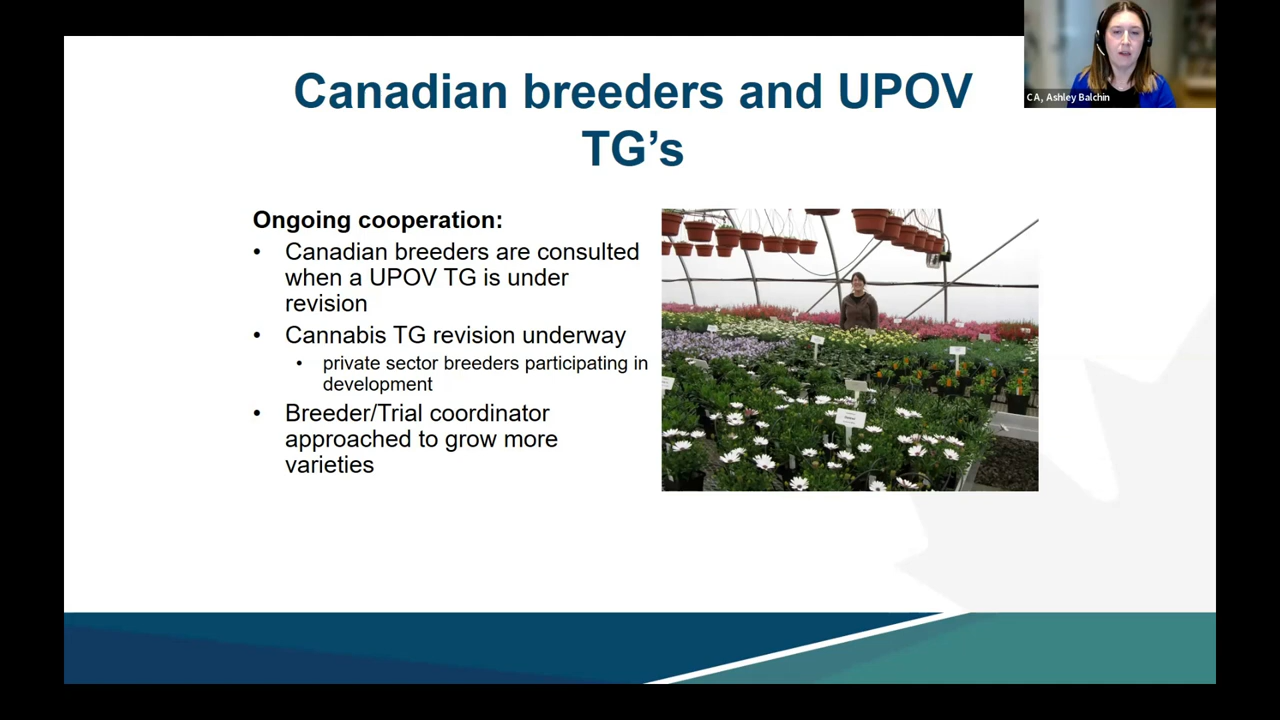 Canadian breeders and UPOV
TG's
CA, Ashley Balchin
Ongoing cooperation:
• Canadian breeders are consulted
when a UPOV TG is under
revision
• Cannabis TG revision underway
• private sector breeders participating in
development
• Breeder/Trial coordinator
approached to grow more
varieties